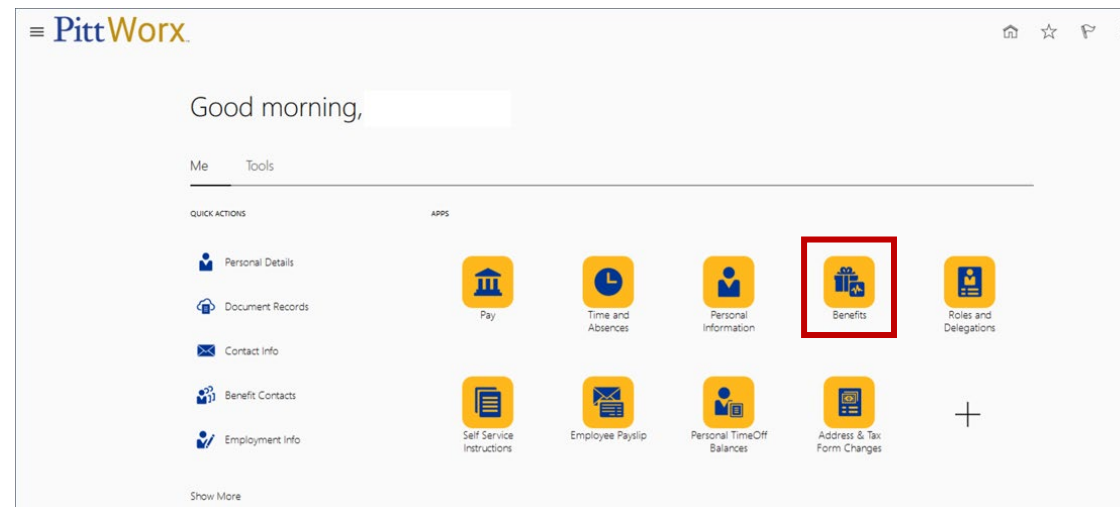 PittWorx
Good morning,
Me Tools
QUICK ACTIONS
APPS
Personal Details
Document Records
Contact Info
Benefit Contacts
Employment Info
Show More
Pay
Time and
Absences
Personal
Information
Benefits
Roles and
Delegations
Self Service
Instructions
Employee Payslip
Personal TimeOff
Balances
Address & Tax
Form Changes